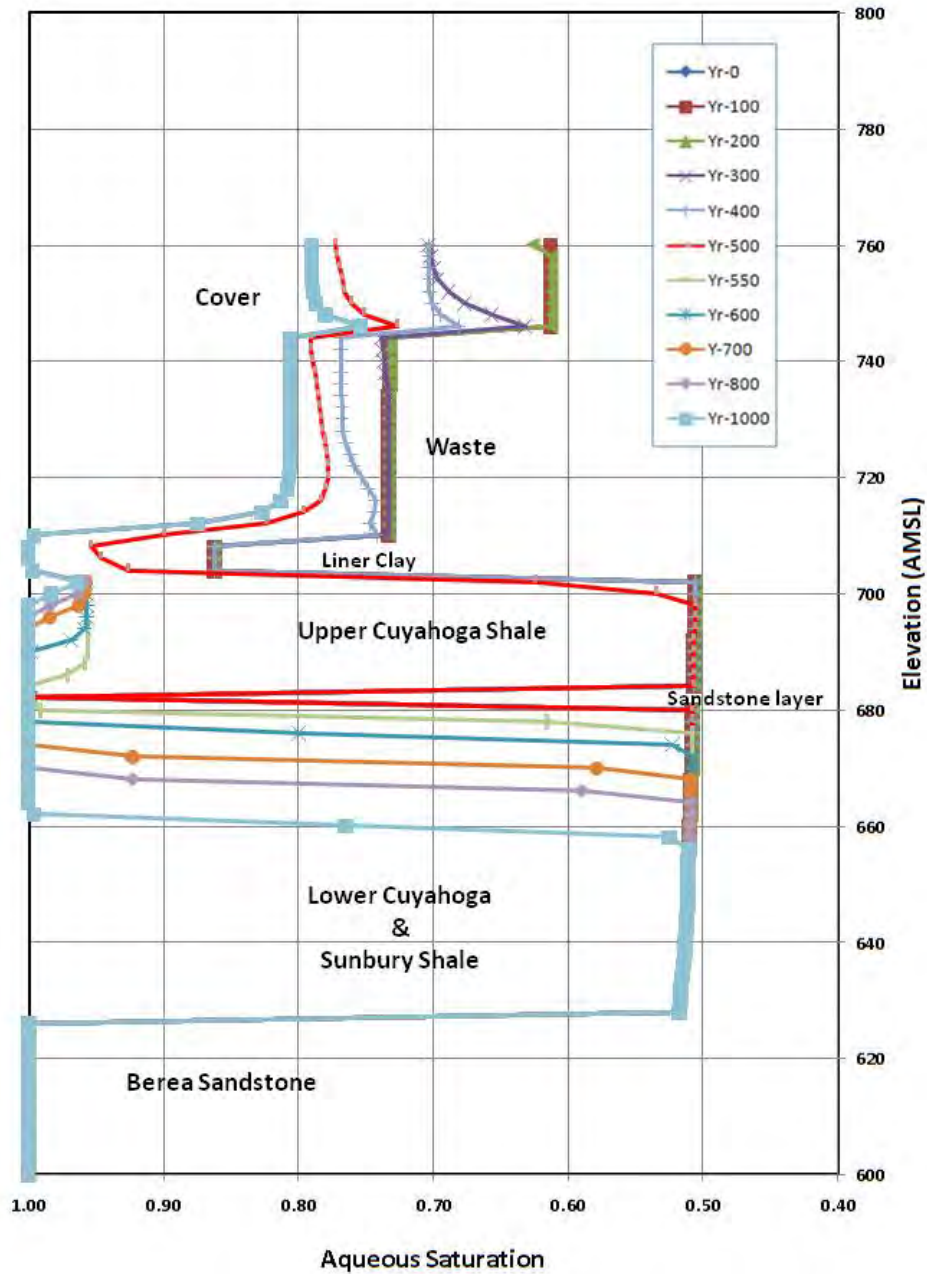 800
Yr-0
Yr-100
780
Yr-200
Yr-300
Yr-400
Yr-500
760
Yr-550
Cover
Yr-600
Y-700
740
Yr-800
Yr-1000
Waste
720
Liner Clay
Elevation (AMSL)
700
Upper Cuyahoga Shale
Sandstone layer
680
660
Lower Cuyahoga
&
Sunbury Shale
640
620
Berea Sandstone
600
1.00 0.90 0.80 0.70 0.60 0.50 0.40
Aqueous Saturation